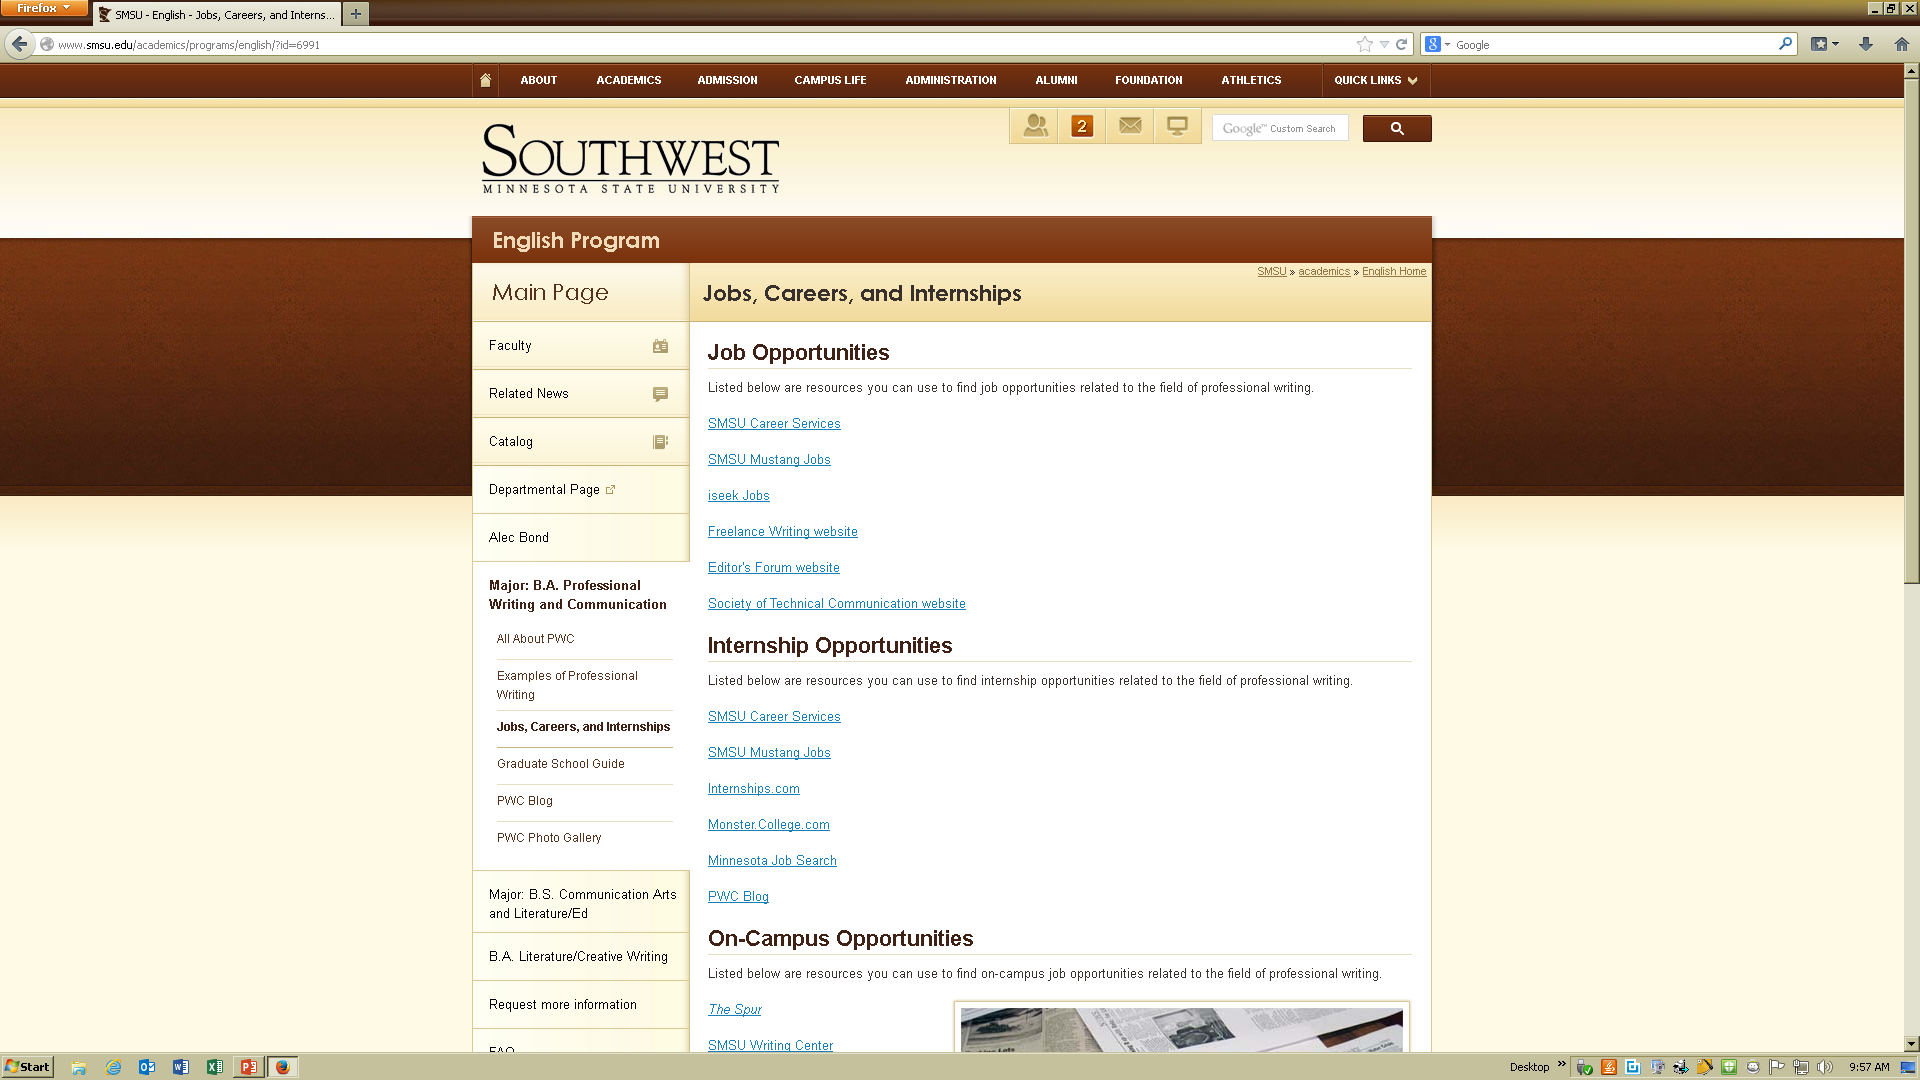 Firefox
SMSU - English - Jobs, Careers, and Interns...
www.smsu.edu/academics/programs/english/?id=6991
Google
ABOUT ACADEMICS ADMISSION CAMPUS LIFE ADMINISTRATION ALUMNI FOUNDATION ATHLETICS QUICK LINKS
2
Google™ Custom Search
SOUTHWEST
MINNESOTA STATE UNIVERSITY
English Program
SMSU » academics » English Home
Main Page
Jobs, Careers, and Internships
Faculty
Related News
Catalog
Departmental Page
Alec Bond
Major: B.A. Professional
Writing and Communication
All About PWC
Examples of Professional
Writing
Jobs, Careers, and Internships
Graduate School Guide
PWC Blog
PWC Photo Gallery
Major: B.S. Communication Arts
and Literature/Ed
B.A. Literature/Creative Writing
Request more information
FAQ
Job Opportunities
Listed below are resources you can use to find job opportunities related to the field of professional writing.
SMSU Career Services
SMSU Mustang Jobs
iseek Jobs
Freelance Writing website
Editor's Forum website
Society of Technical Communication website
Internship Opportunities
Listed below are resources you can use to find internship opportunities related to the field of professional writing.
SMSU Career Services
SMSU Mustang Jobs
Internships.com
Monster.College.com
Minnesota Job Search
PWC Blog
On-Campus Opportunities
Listed below are resources you can use to find on-campus job opportunities related to the field of professional writing.
The Spur
SMSU Writing Center
Start
Desktop
9:57 AM